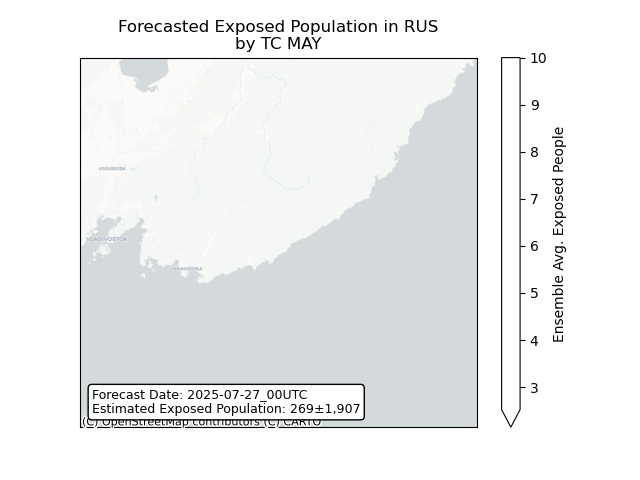 Forecasted Exposed Population in RUS
by TC MAY
10
9
8
7
6
5
4
3
Ensemble Avg. Exposed People
USSURIISK
VLADIVOSTOK
NAKHODKA
Forecast Date: 2025-07-27_00UTC
Estimated Exposed Population: 269±1,907
(C) OpenStreetMap contributors (C) CARTO